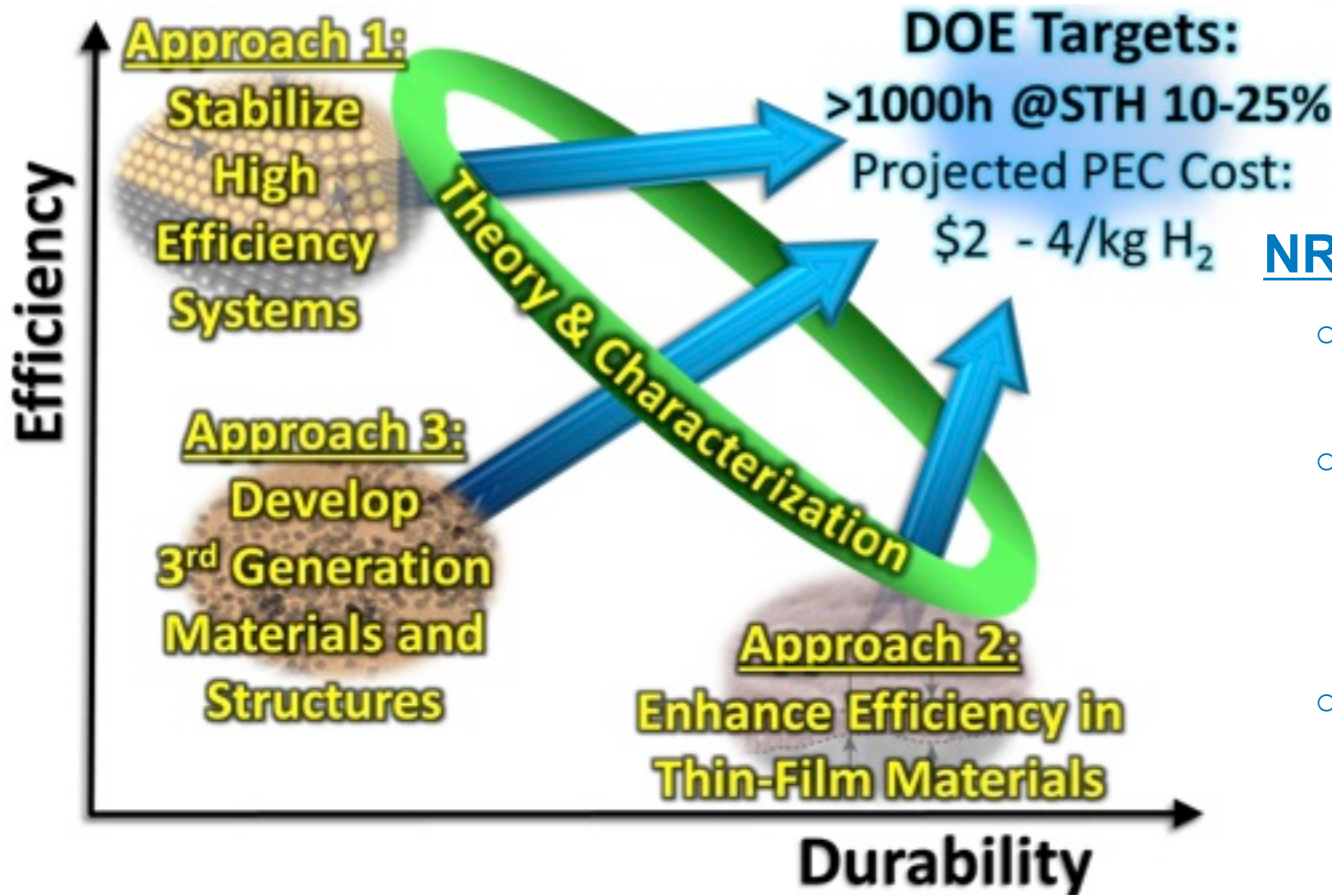 Efficiency
Approach 1:
Stabilize
High
Efficiency
Systems
DOE Targets:
>1000h @STH 10-25%
Projected PEC Cost:
$2 - 4/kg H₂
Theory & Characterization
Approach 3:
Develop
3rd Generation
Materials and
Structures
Approach 2:
Enhance Efficiency in
Thin-Film Materials
Durability
NR